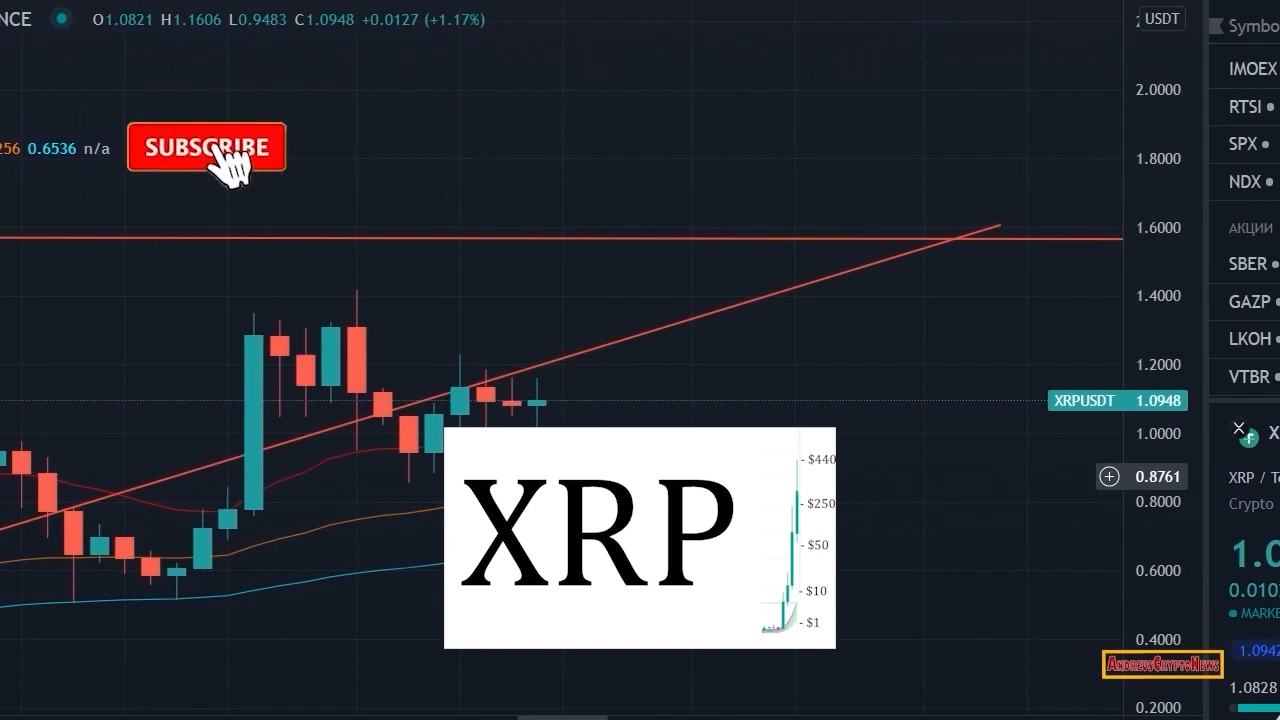 NCE O1.0821 H1.1606 L0.9483 C1.0948 +0.0127 (+1.17%)
USDT
Symbo
2.0000
IMOEX
RTSI
256 0.6536 n/a
SUBSCRIBE
1.8000
SPX
NDX
1.6000
АКЦИИ
SBER
1.4000
GAZP
LKOH
1.2000
VTBR
XRPUSDT 1.0948
1.0000
X
0.8761
XRP / Te
0.8000
Crypto
XRP
- $440
- $250
- $50
- $10
- $1
0.6000
1.0
0.010
MARKE
0.4000
1.0942
ANDREVSCRYPTONEWS
1.0828
0.2000